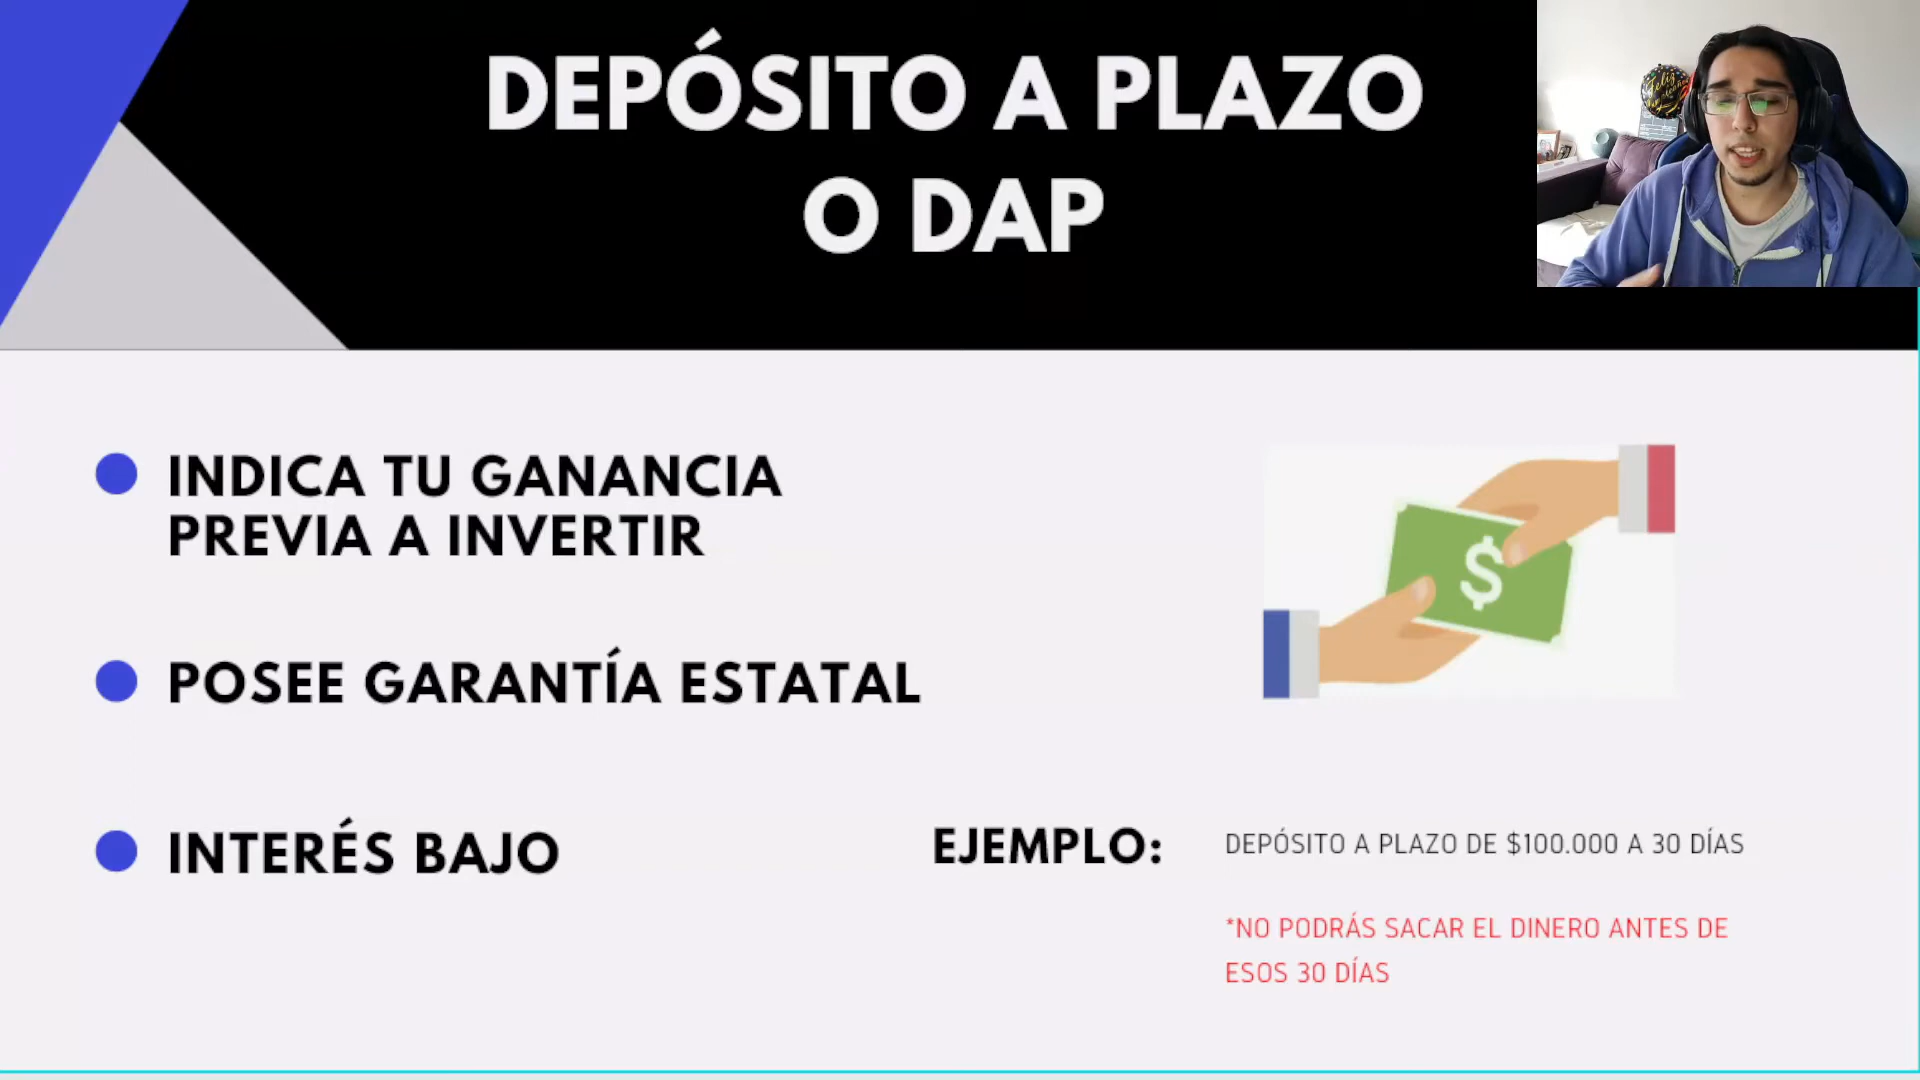 DEPÓSITO A PLAZO
O DAP
Feliz
INDICA TU GANANCIA
PREVIA A INVERTIR
$
POSEE GARANTÍA ESTATAL
INTERÉS BAJO
EJEMPLO:
DEPÓSITO A PLAZO DE $100.000 A 30 DÍAS
*NO PODRÁS SACAR EL DINERO ANTES DE
ESOS 30 DÍAS